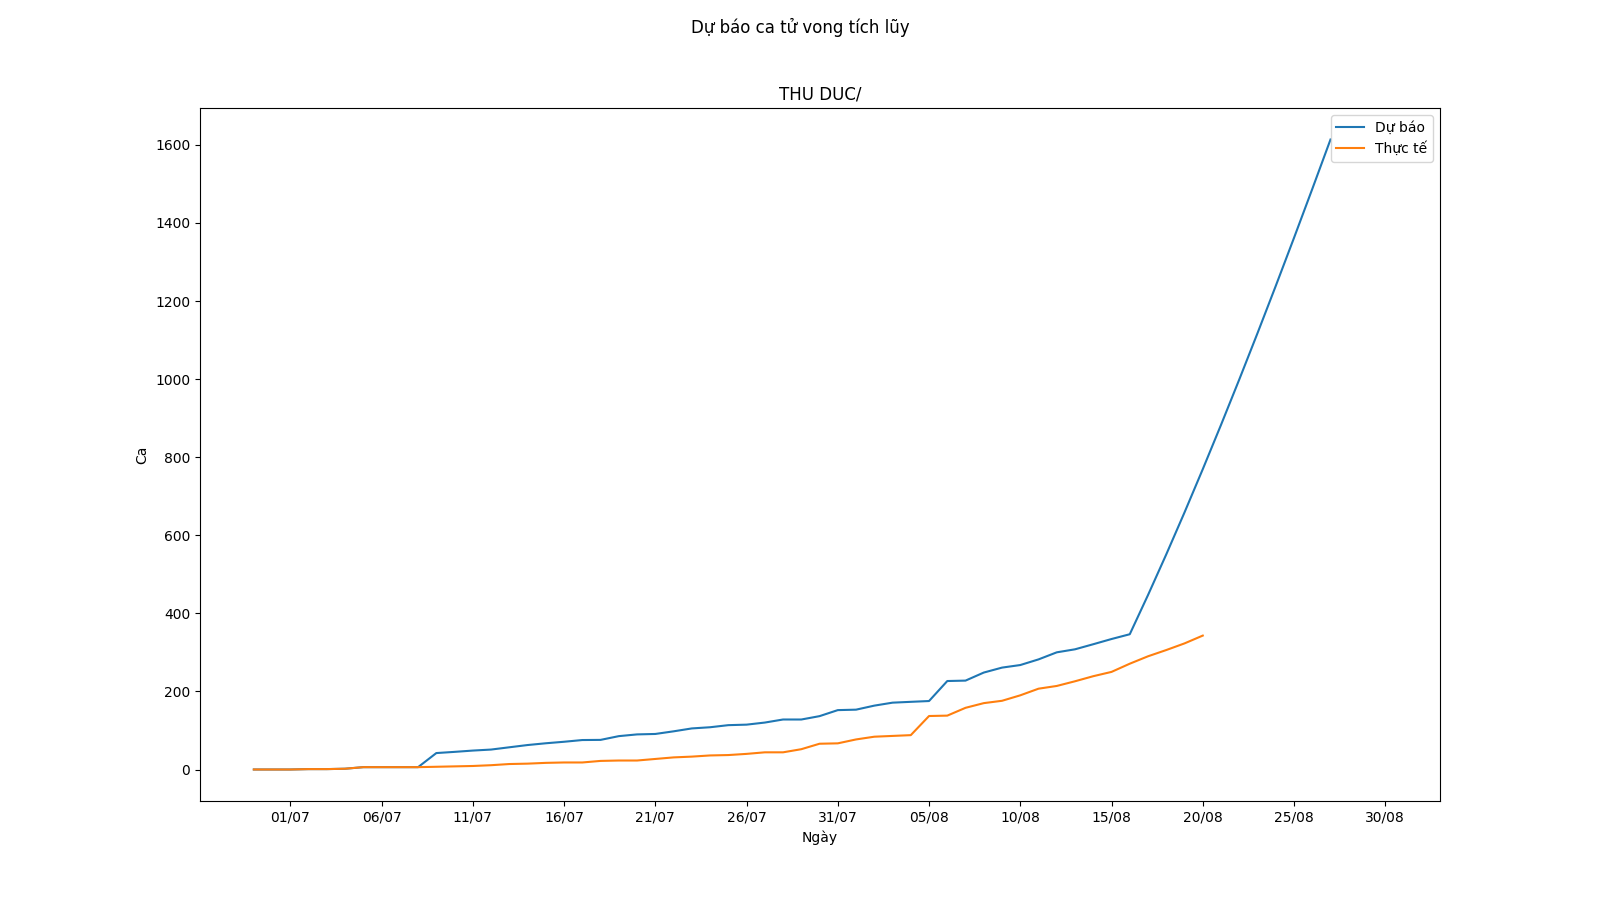 Dự báo ca tử vong tích lũy
THU DUC/
Dự báo
Thực tế
1600
1400
1200
1000
800
600
400
200
0
Ca
01/07 06/07 11/07 16/07 21/07 26/07 31/07 05/08 10/08 15/08 20/08 25/08 30/08
Ngày